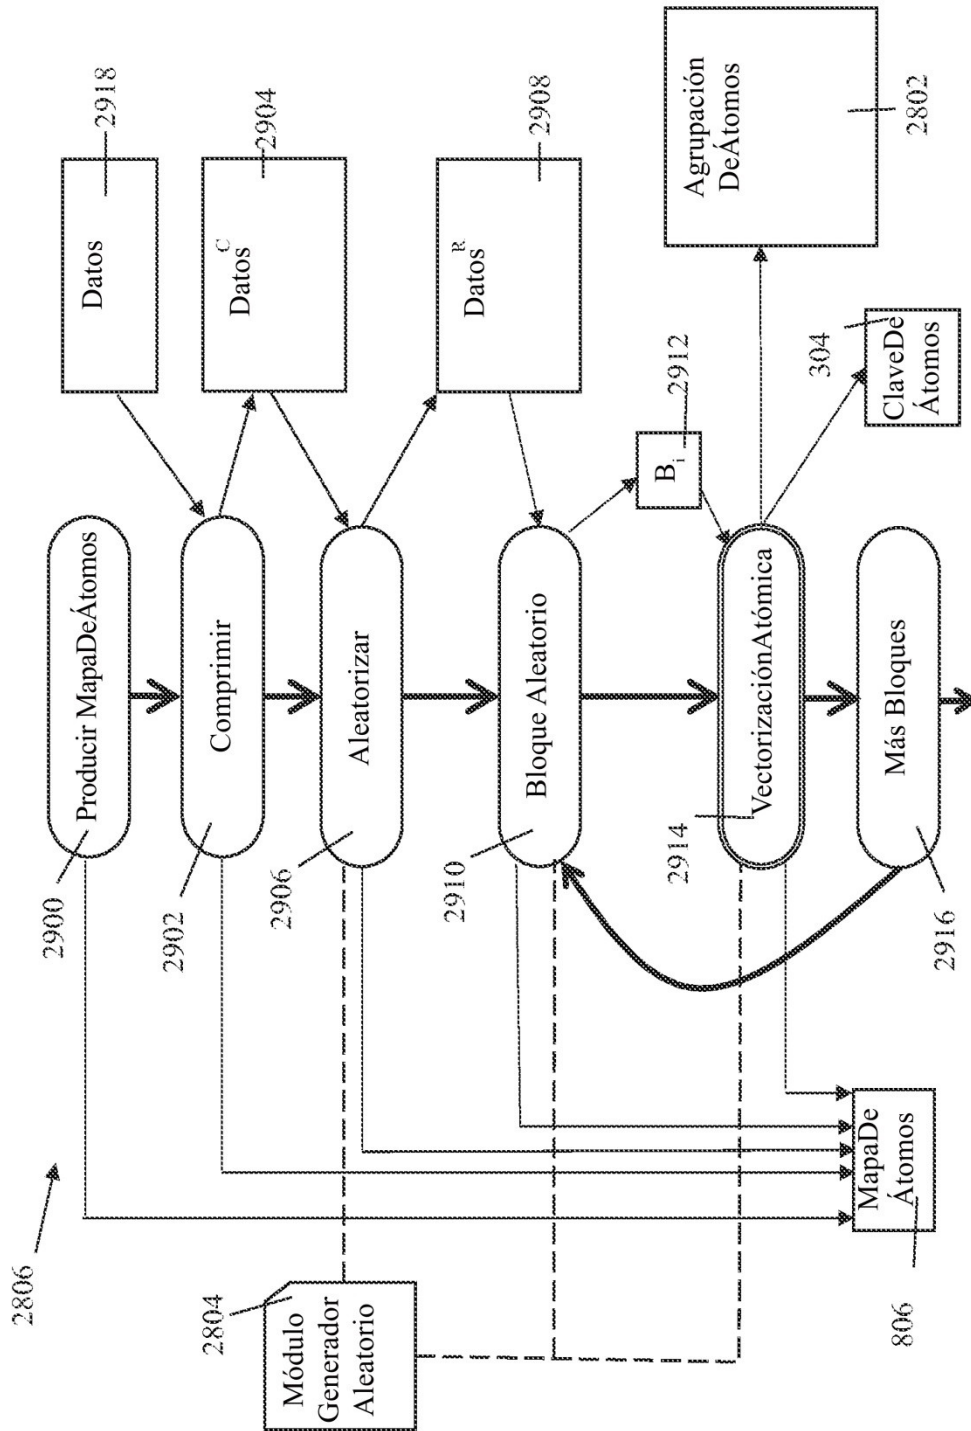 2806
2900
Producir MapaDeÁtomos
Datos
2918
2902
Comprimir
Datos C
2904
2804
Módulo
Generador
Aleatorio
2906
Aleatorizar
Datos R
2908
2910
Bloque Aleatorio
B i
2912
2914
VectorizaciónAtómica
Agrupación
DeÁtomos
2802
2916
Más Bloques
ClaveDe
Átomos
304
MapaDe
Átomos
806